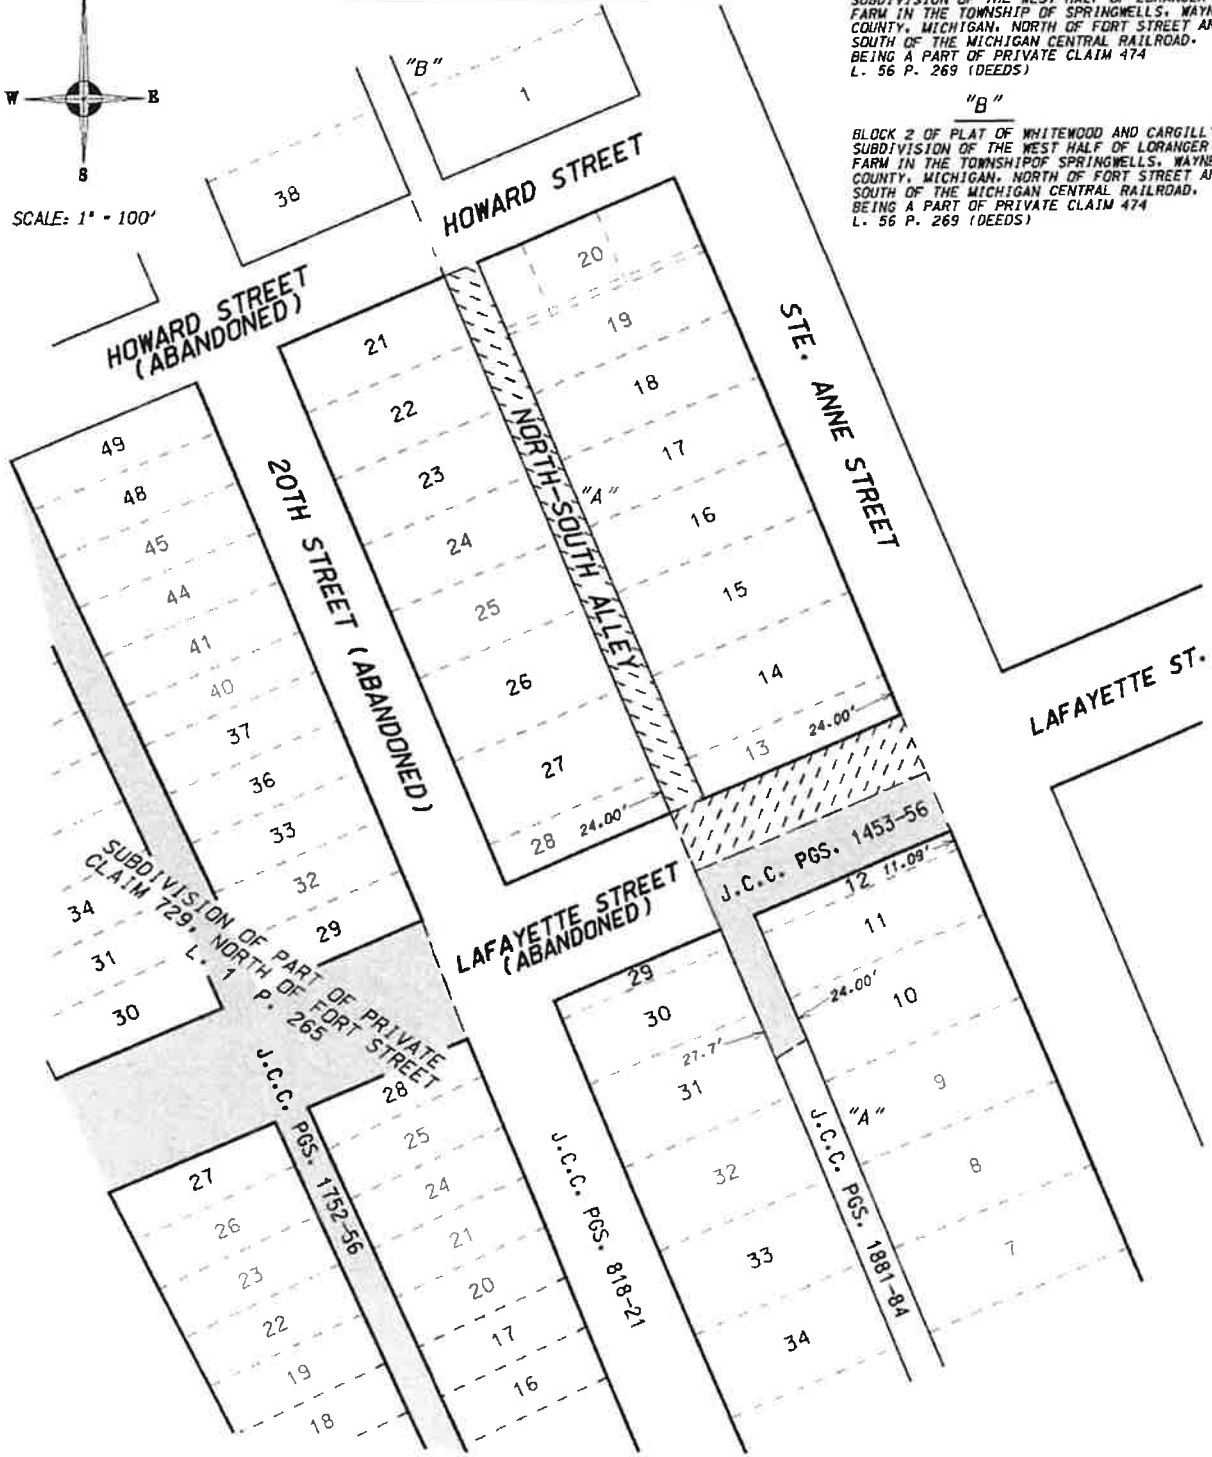 SUBDIVISION OF THE WEST HALF OF LORANGER
FARM IN THE TOWNSHIP OF SPRINGWELLS, WAYN
COUNTY, MICHIGAN, NORTH OF FORT STREET A
SOUTH OF THE MICHIGAN CENTRAL RAILROAD.
BEING A PART OF PRIVATE CLAIM 474
L. 56 P. 269 (DEEDS)
"B"
BLOCK 2 OF PLAT OF WHITEWOOD AND CARGILL'
SUBDIVISION OF THE WEST HALF OF LORANGER
FARM IN THE TOWNSHIPOF SPRINGWELLS, WAYNE
COUNTY, MICHIGAN, NORTH OF FORT STREET A
SOUTH OF THE MICHIGAN CENTRAL RAILROAD.
BEING A PART OF PRIVATE CLAIM 474
L. 56 P. 269 (DEEDS)
W
E
S
SCALE: 1" = 100'
"B"
1
38
HOWARD STREET
HOWARD STREET
(ABANDONED)
20
19
18
17
16
15
14
13
24.00'
21
22
23
24
25
26
27
28
24.00'
NORTH-SOUTH ALLEY
"A"
STE. ANNE STREET
20TH STREET (ABANDONED)
49
48
45
44
41
40
37
36
33
32
29
34
31
30
SUBDIVISION OF PART OF PRIVATE
CLAIM 729, NORTH OF FORT STREET
L. 1 P. 265
LAFAYETTE ST.
LAFAYETTE STREET
(ABANDONED)
J.C.C. PGS. 1453-56
12
11.09'
11
24.00'
10
9
"A"
8
7
29
30
27.7'
31
32
33
34
J.C.C. PGS. 1881-84
J.C.C. PGS. 818-21
J.C.C. PGS. 1752-56
28
25
24
21
20
17
16
27
26
23
22
19
18